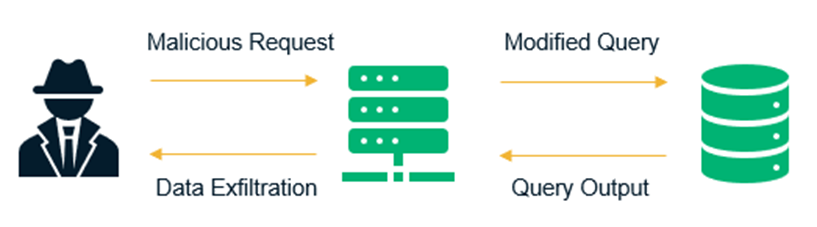 Malicious Request
Modified Query
Data Exfiltration
Query Output